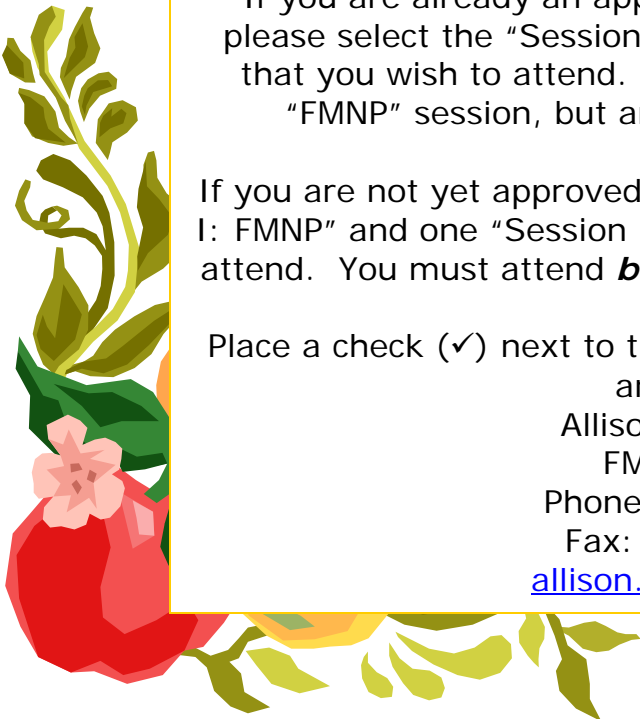 If you are already an app
please select the “Session
that you wish to attend.
“FMNP” session, but a
If you are not yet approved
I: FMNP” and one “Session
attend. You must attend b
Place a check (✓) next to t
a
Alliso
FM
Phone
Fax:
allison.